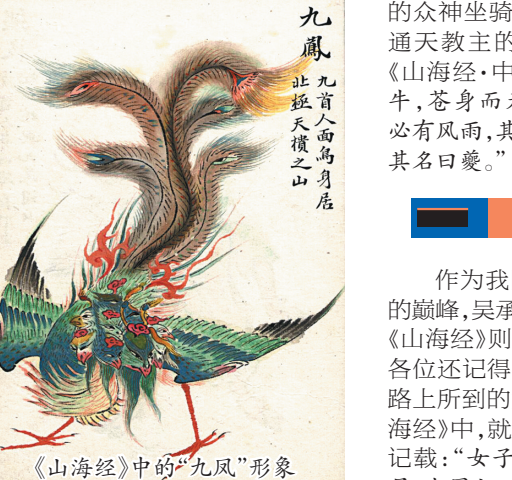 九鳳
九首人面鳥身居
北極天樻之山
《山海经》中的“九凤”形象
的众神坐骑
通天教主的
《山海经·中
牛，苍身而
必有风雨，其
其名曰夔。”
作为我
的巅峰，吴承
《山海经》则
各位还记得
路上所到的
海经》中，就
记载：“女子